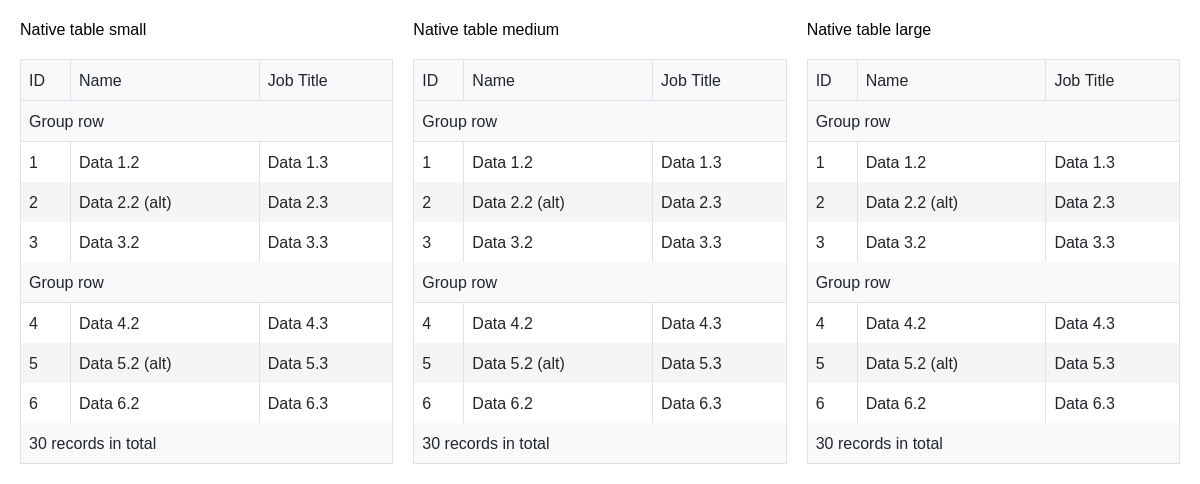 Native table small
ID Name Job Title
Group row
1 Data 1.2 Data 1.3
2 Data 2.2 (alt) Data 2.3
3 Data 3.2 Data 3.3
Group row
4 Data 4.2 Data 4.3
5 Data 5.2 (alt) Data 5.3
6 Data 6.2 Data 6.3
30 records in total
Native table medium
ID Name Job Title
Group row
1 Data 1.2 Data 1.3
2 Data 2.2 (alt) Data 2.3
3 Data 3.2 Data 3.3
Group row
4 Data 4.2 Data 4.3
5 Data 5.2 (alt) Data 5.3
6 Data 6.2 Data 6.3
30 records in total
Native table large
ID Name Job Title
Group row
1 Data 1.2 Data 1.3
2 Data 2.2 (alt) Data 2.3
3 Data 3.2 Data 3.3
Group row
4 Data 4.2 Data 4.3
5 Data 5.2 (alt) Data 5.3
6 Data 6.2 Data 6.3
30 records in total